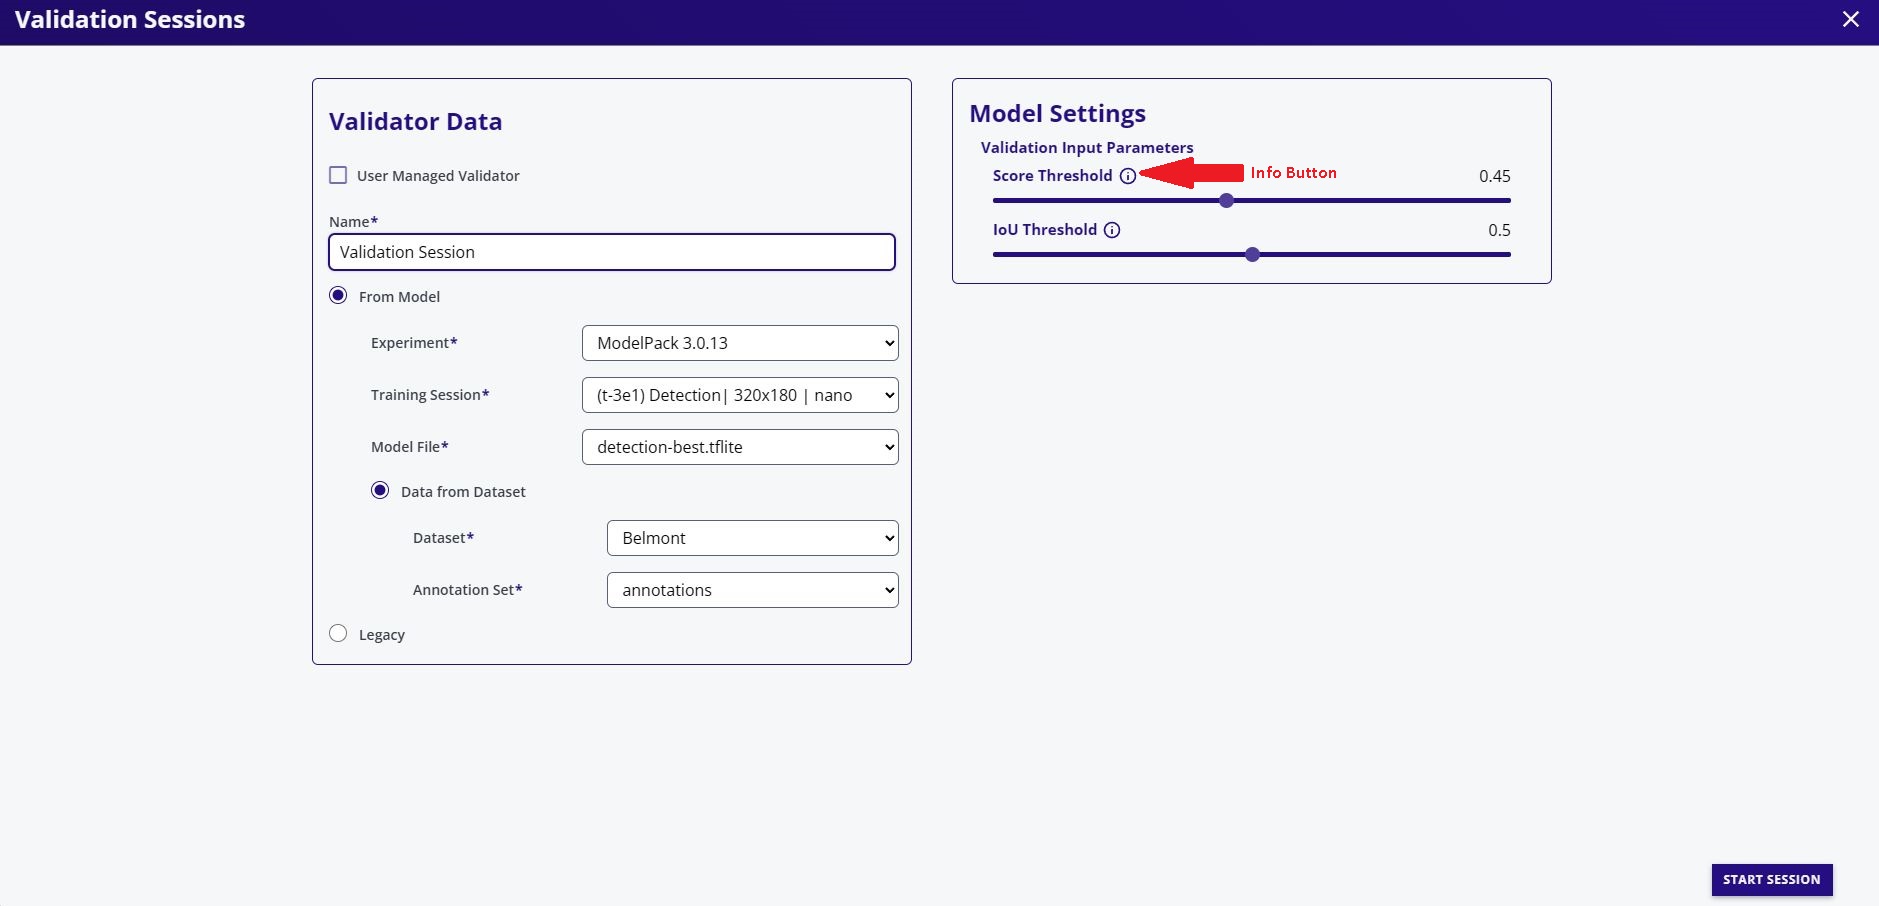 Validation Sessions
Validator Data
User Managed Validator
Name*
Validation Session
From Model
Experiment* ModelPack 3.0.13
Training Session* (t-3e1) Detection| 320x180 | nano
Model File* detection-best.tflite
Data from Dataset
Dataset* Belmont
Annotation Set* annotations
Legacy
Model Settings
Validation Input Parameters
Score Threshold Info Button 0.45
IoU Threshold 0.5
START SESSION